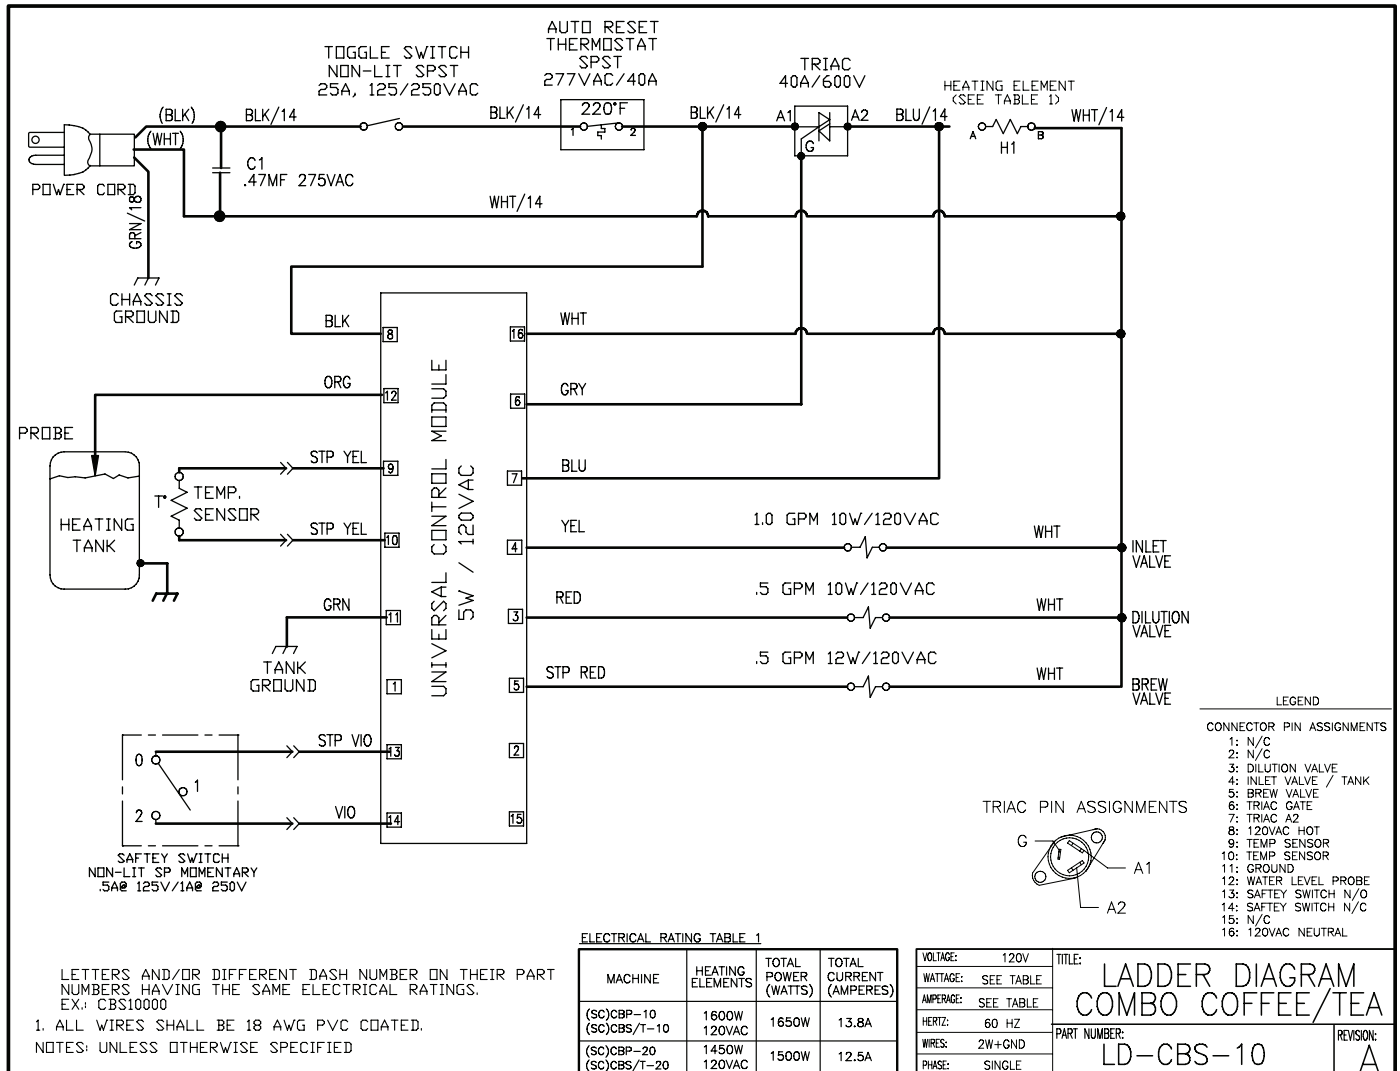 AUTO RESET
THERMOSTAT
SPST
277VAC/40A
TOGGLE SWITCH
NON-LIT SPST
25A, 125/250VAC
TRIAC
40A/600V
HEATING ELEMENT
(SEE TABLE 1)
(BLK)
BLK/14
BLK/14
220°F
1
2
BLK/14
A1
A2
G
BLU/14
A
B
H1
WHT/14
(WHT)
C1
.47MF 275VAC
POWER CORD
GRN/18
WHT/14
CHASSIS
GROUND
BLK
8
16
WHT
ORG
12
6
GRY
PROBE
HEATING
TANK
T°
TEMP.
SENSOR
STP YEL
9
7
BLU
STP YEL
10
4
YEL
1.0 GPM 10W/120VAC
WHT
INLET
VALVE
UNIVERSAL CONTROL MODULE
5W / 120VAC
GRN
11
TANK
GROUND
3
RED
.5 GPM 10W/120VAC
WHT
DILUTION
VALVE
1
5
STP RED
.5 GPM 12W/120VAC
WHT
BREW
VALVE
STP VIO
13
2
0
1
2
VIO
14
15
SAFTEY SWITCH
NON-LIT SP MOMENTARY
.5A@ 125V/1A@ 250V
LEGEND
CONNECTOR PIN ASSIGNMENTS
1: N/C
2: N/C
3: DILUTION VALVE
4: INLET VALVE / TANK
5: BREW VALVE
6: TRIAC GATE
7: TRIAC A2
8: 120VAC HOT
9: TEMP SENSOR
10: TEMP SENSOR
11: GROUND
12: WATER LEVEL PROBE
13: SAFTEY SWITCH N/O
14: SAFTEY SWITCH N/C
15: N/C
16: 120VAC NEUTRAL
TRIAC PIN ASSIGNMENTS
G
A1
A2
LETTERS AND/OR DIFFERENT DASH NUMBER ON THEIR PART
NUMBERS HAVING THE SAME ELECTRICAL RATINGS.
EX.: CBS10000
1. ALL WIRES SHALL BE 18 AWG PVC COATED.
NOTES: UNLESS OTHERWISE SPECIFIED
ELECTRICAL RATING TABLE 1
MACHINE
HEATING
ELEMENTS
TOTAL
POWER
(WATTS)
TOTAL
CURRENT
(AMPERES)
(SC)CBP-10
(SC)CBS/T-10
1600W
120VAC
1650W
13.8A
(SC)CBP-20
(SC)CBS/T-20
1450W
120VAC
1500W
12.5A
VOLTAGE: 120V
WATTAGE: SEE TABLE
AMPERAGE: SEE TABLE
HERTZ: 60 HZ
WIRES: 2W+GND
PHASE: SINGLE
TITLE:
LADDER DIAGRAM
COMBO COFFEE/TEA
PART NUMBER:
LD-CBS-10
REVISION:
A